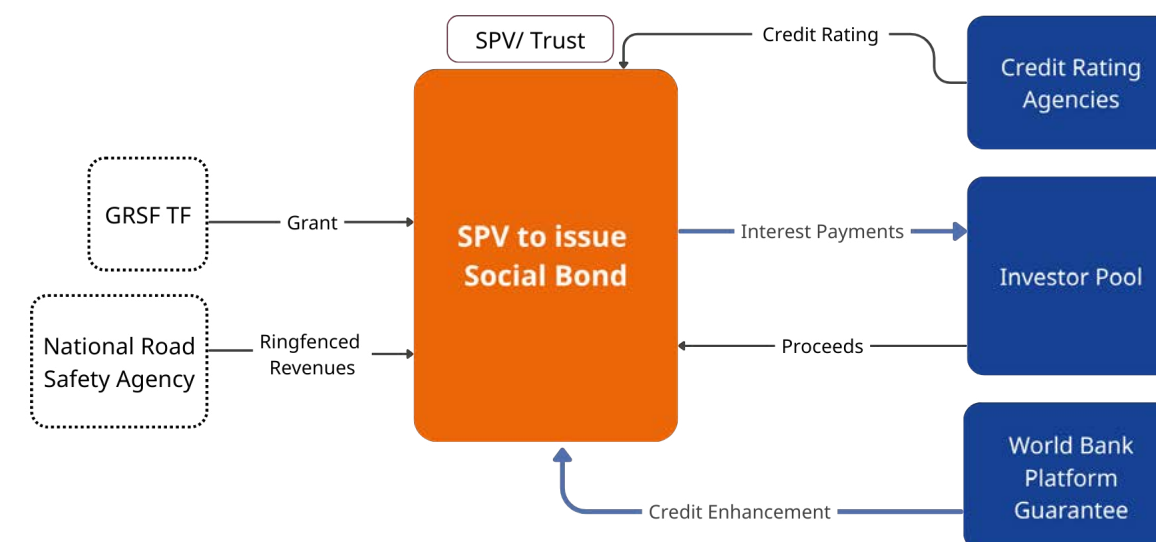 SPV/ Trust
Credit Rating
Credit Rating
Agencies
GRSF TF
Grant
SPV to issue
Social Bond
Interest Payments
Investor Pool
National Road
Safety Agency
Ringfenced
Revenues
Proceeds
World Bank
Platform
Guarantee
Credit Enhancement